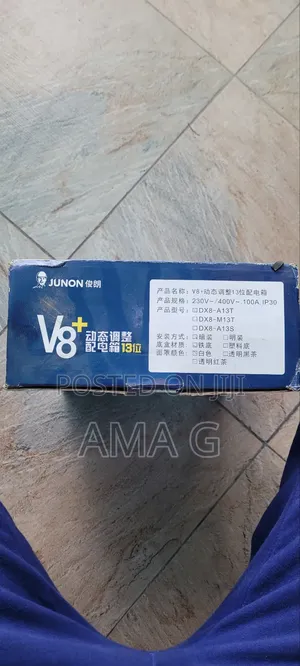 JUNON 俊朗
V8+ 动态调整
配电箱13位
产品名称: V8+动态调整13位配电箱
产品规格: 230V~/400V~ 100A IP30
产品型号: □DX8-A13T
□DX8-M13T
□DX8-A13S
安装方式: □暗装 □明装
底盒材质: □铁底 □塑料底
面罩颜色: □白色 □透明黑茶
□透明红茶
POSTED ON JIJI
AMA G